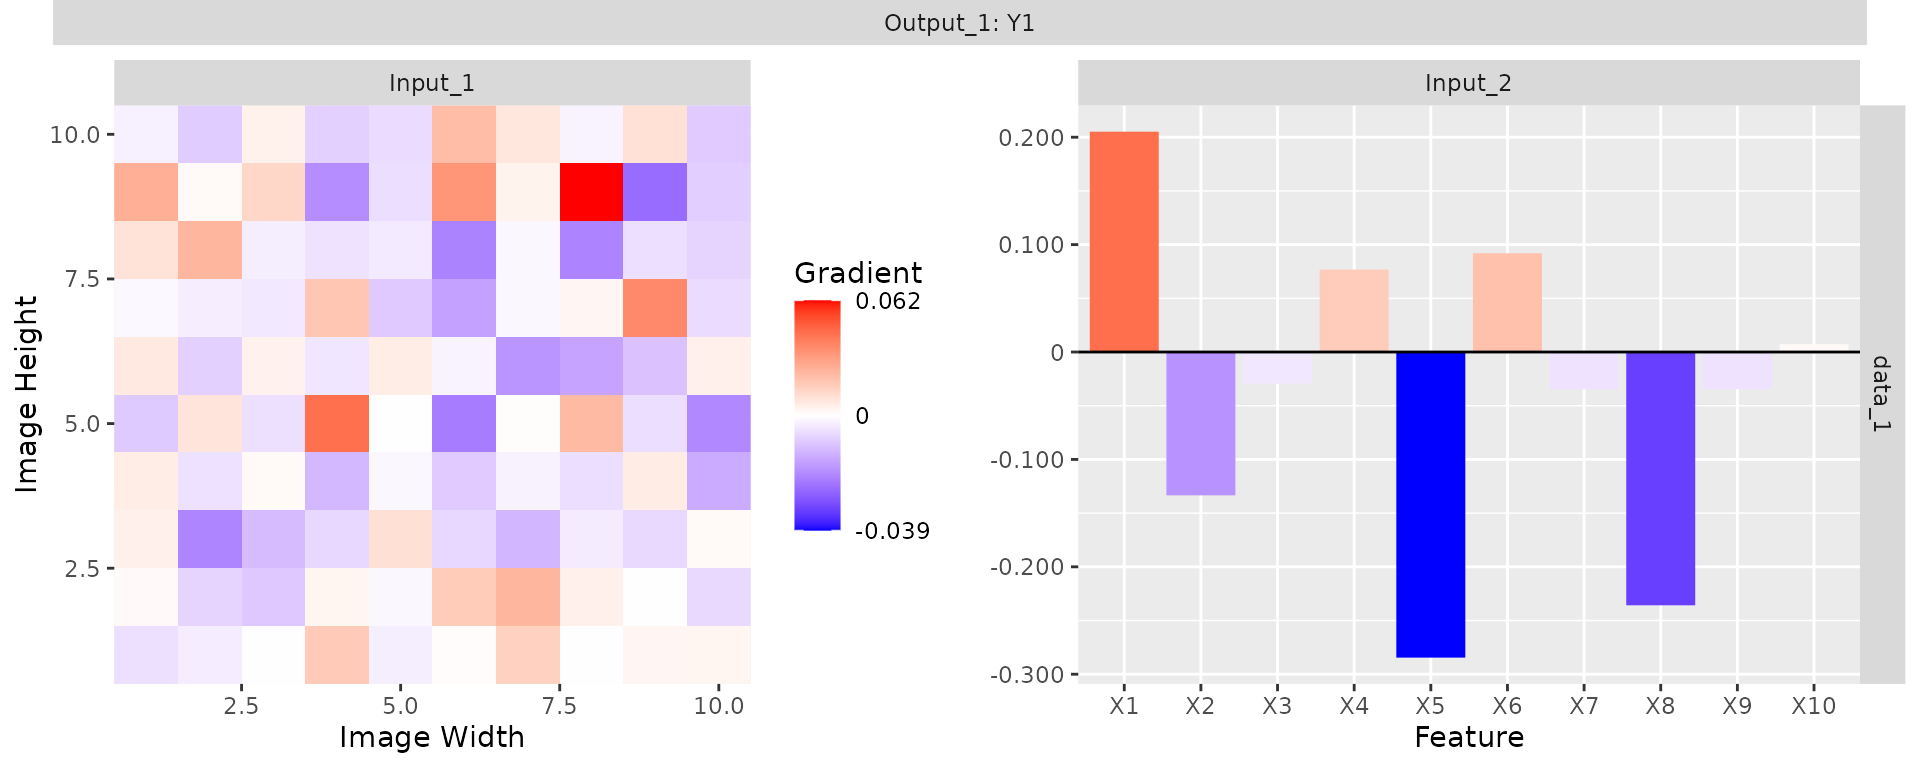 Output_1: Y1
Input_1
10.0
7.5
5.0
2.5
Image Height
2.5 5.0 7.5 10.0
Image Width
Gradient
0.062
0
-0.039
Input_2
0.200
0.100
0
-0.100
-0.200
-0.300
X1 X2 X3 X4 X5 X6 X7 X8 X9 X10
Feature
data_1